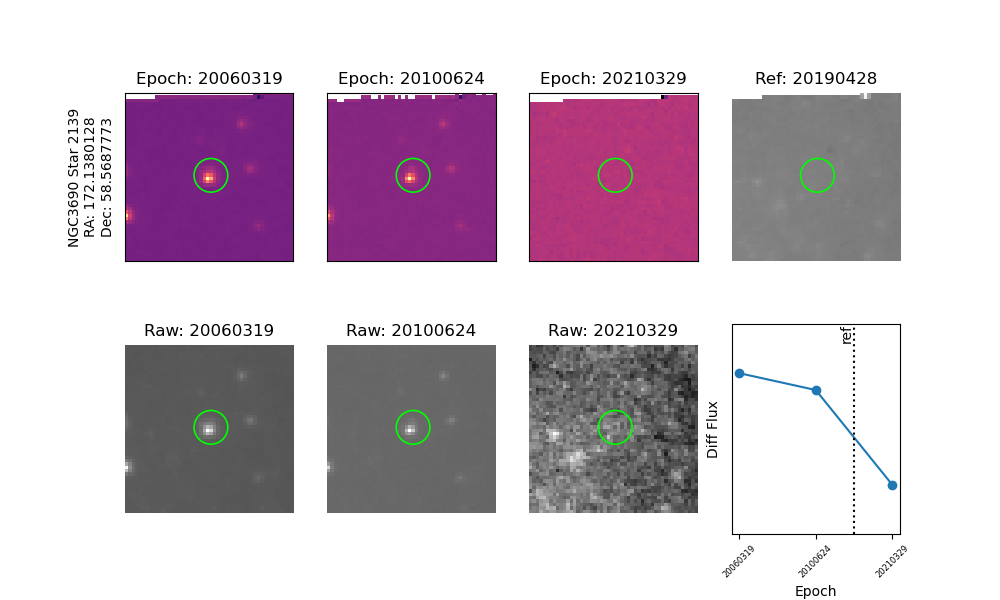 Epoch: 20060319
Epoch: 20100624
Epoch: 20210329
Ref: 20190428
NGC3690 Star 2139
RA: 172.1380128
Dec: 58.5687773
Raw: 20060319
Raw: 20100624
Raw: 20210329
ref
Diff Flux
20060319
20100624
20210329
Epoch